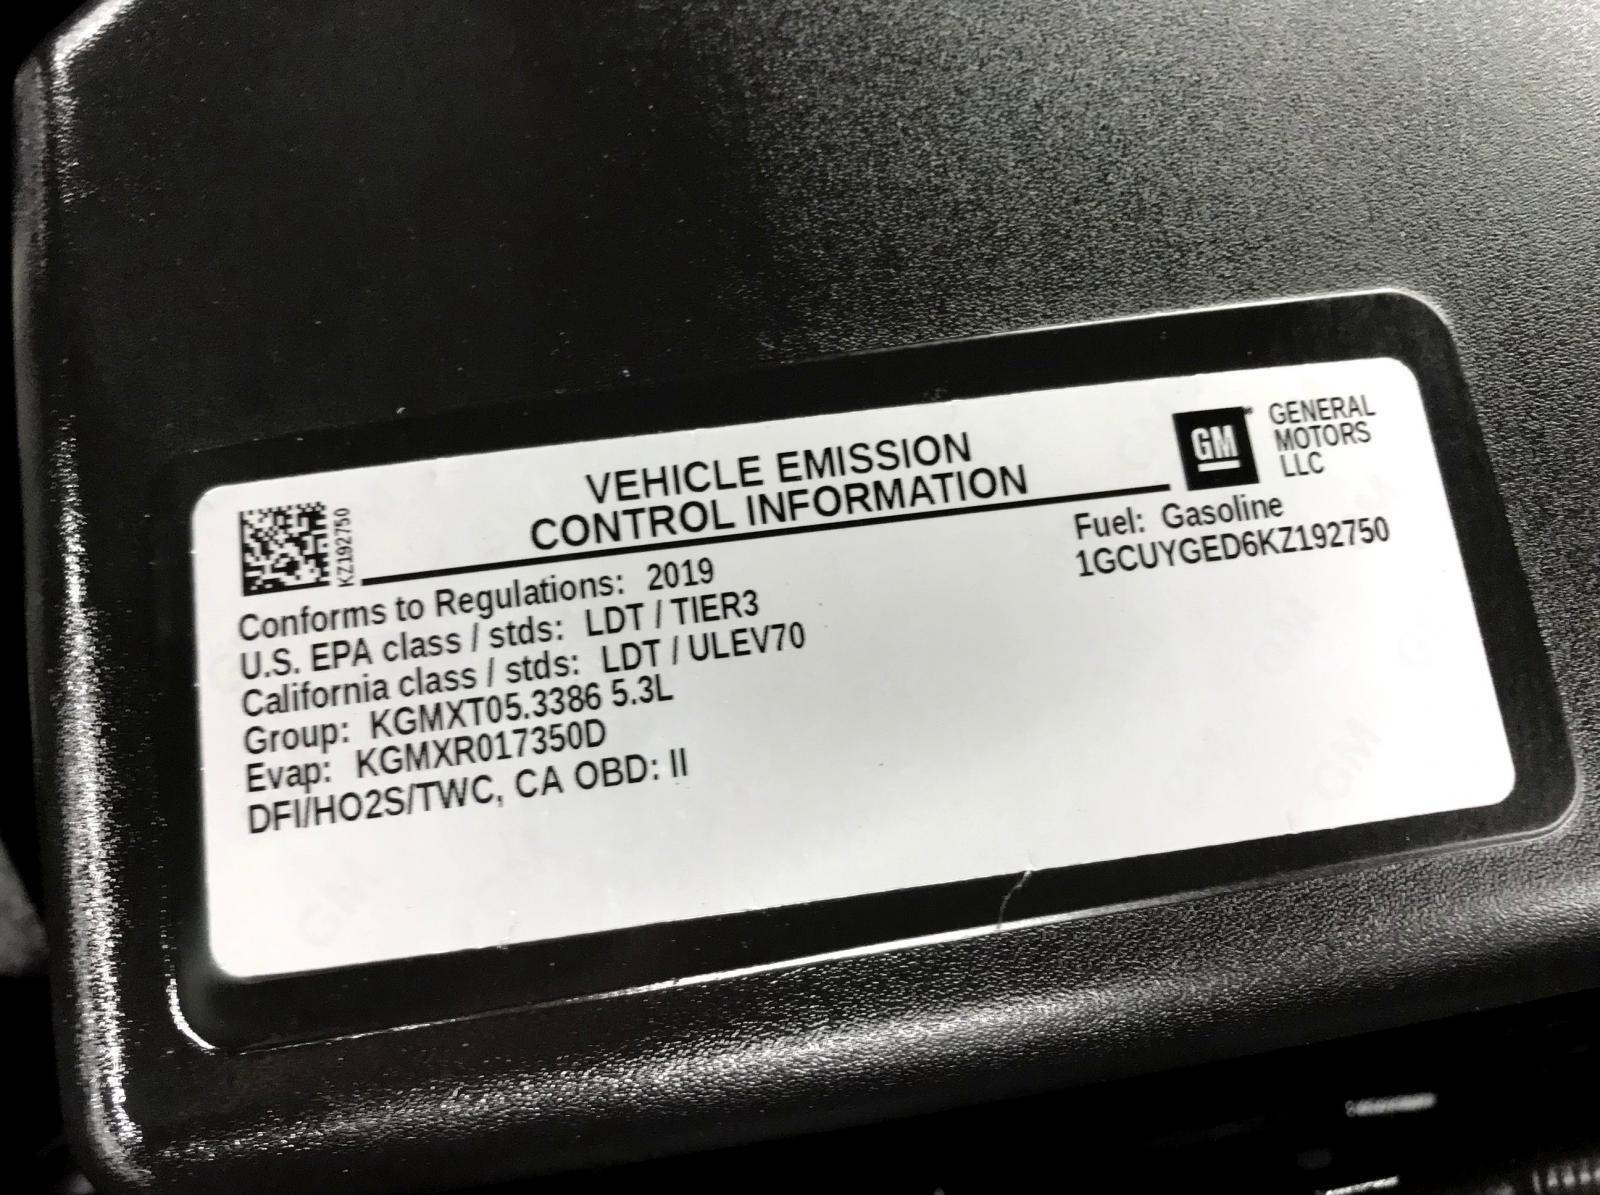 KZ192750
VEHICLE EMISSION
CONTROL INFORMATION
GM
GENERAL
MOTORS
LLC
Conforms to Regulations: 2019
U.S. EPA class / stds: LDT / TIER3
California class / stds: LDT / ULEV70
Group: KGMXT05.3386 5.3L
Evap: KGMXR017350D
DFI/HO2S/TWC, CA OBD: II
Fuel: Gasoline
1GCUYGED6KZ192750